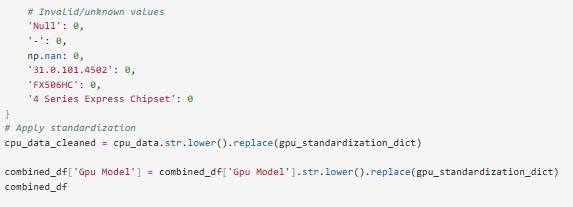 # Invalid/unknown values
'Null': 0,
'-': 0,
np.nan: 0,
'31.0.101.4502': 0,
'FX506HC': 0,
'4 Series Express Chipset': 0
}
# Apply standardization
cpu_data_cleaned = cpu_data.str.lower().replace(gpu_standardization_dict)
combined_df['Gpu Model'] = combined_df['Gpu Model'].str.lower().replace(gpu_standardization_dict)
combined_df